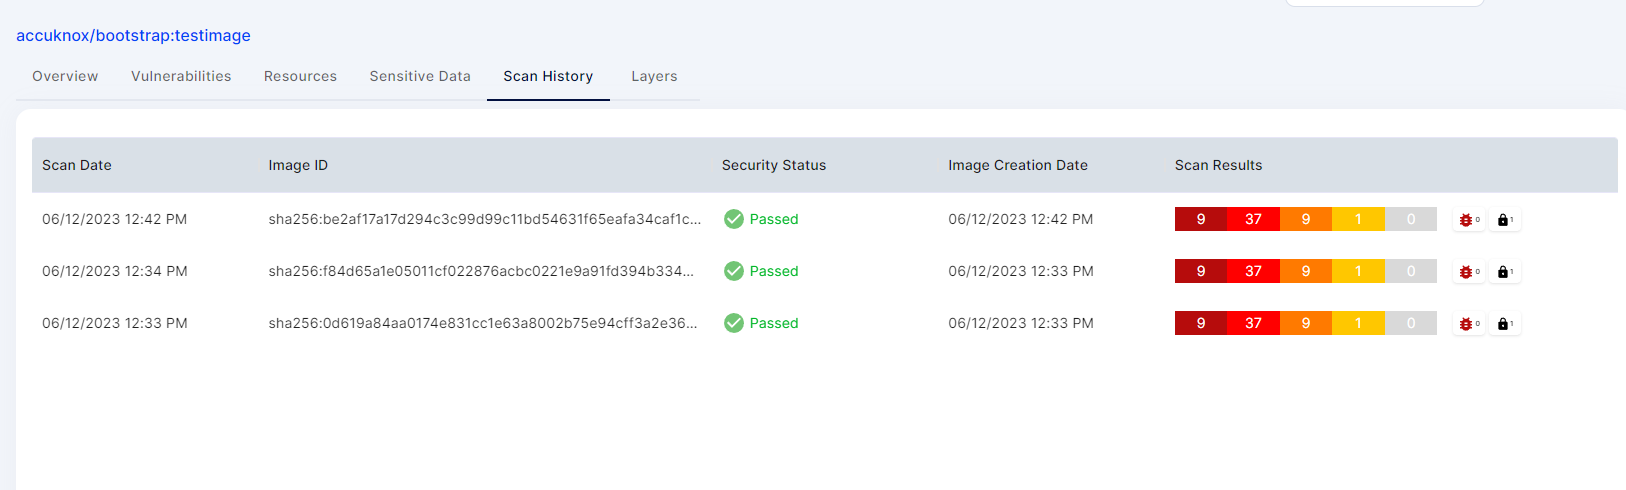 accuknox/bootstrap:testimage
Overview Vulnerabilities Resources Sensitive Data Scan History Layers
Scan Date Image ID Security Status Image Creation Date Scan Results
06/12/2023 12:42 PM sha256:be2af17a17d294c3c99d99c11bd54631f65eafa34caf1c... Passed 06/12/2023 12:42 PM 9 37 9 1 0 0 1
06/12/2023 12:34 PM sha256:f84d65a1e05011cf022876acbc0221e9a91fd394b334... Passed 06/12/2023 12:33 PM 9 37 9 1 0 0 1
06/12/2023 12:33 PM sha256:0d619a84aa0174e831cc1e63a8002b75e94cff3a2e36... Passed 06/12/2023 12:33 PM 9 37 9 1 0 0 1